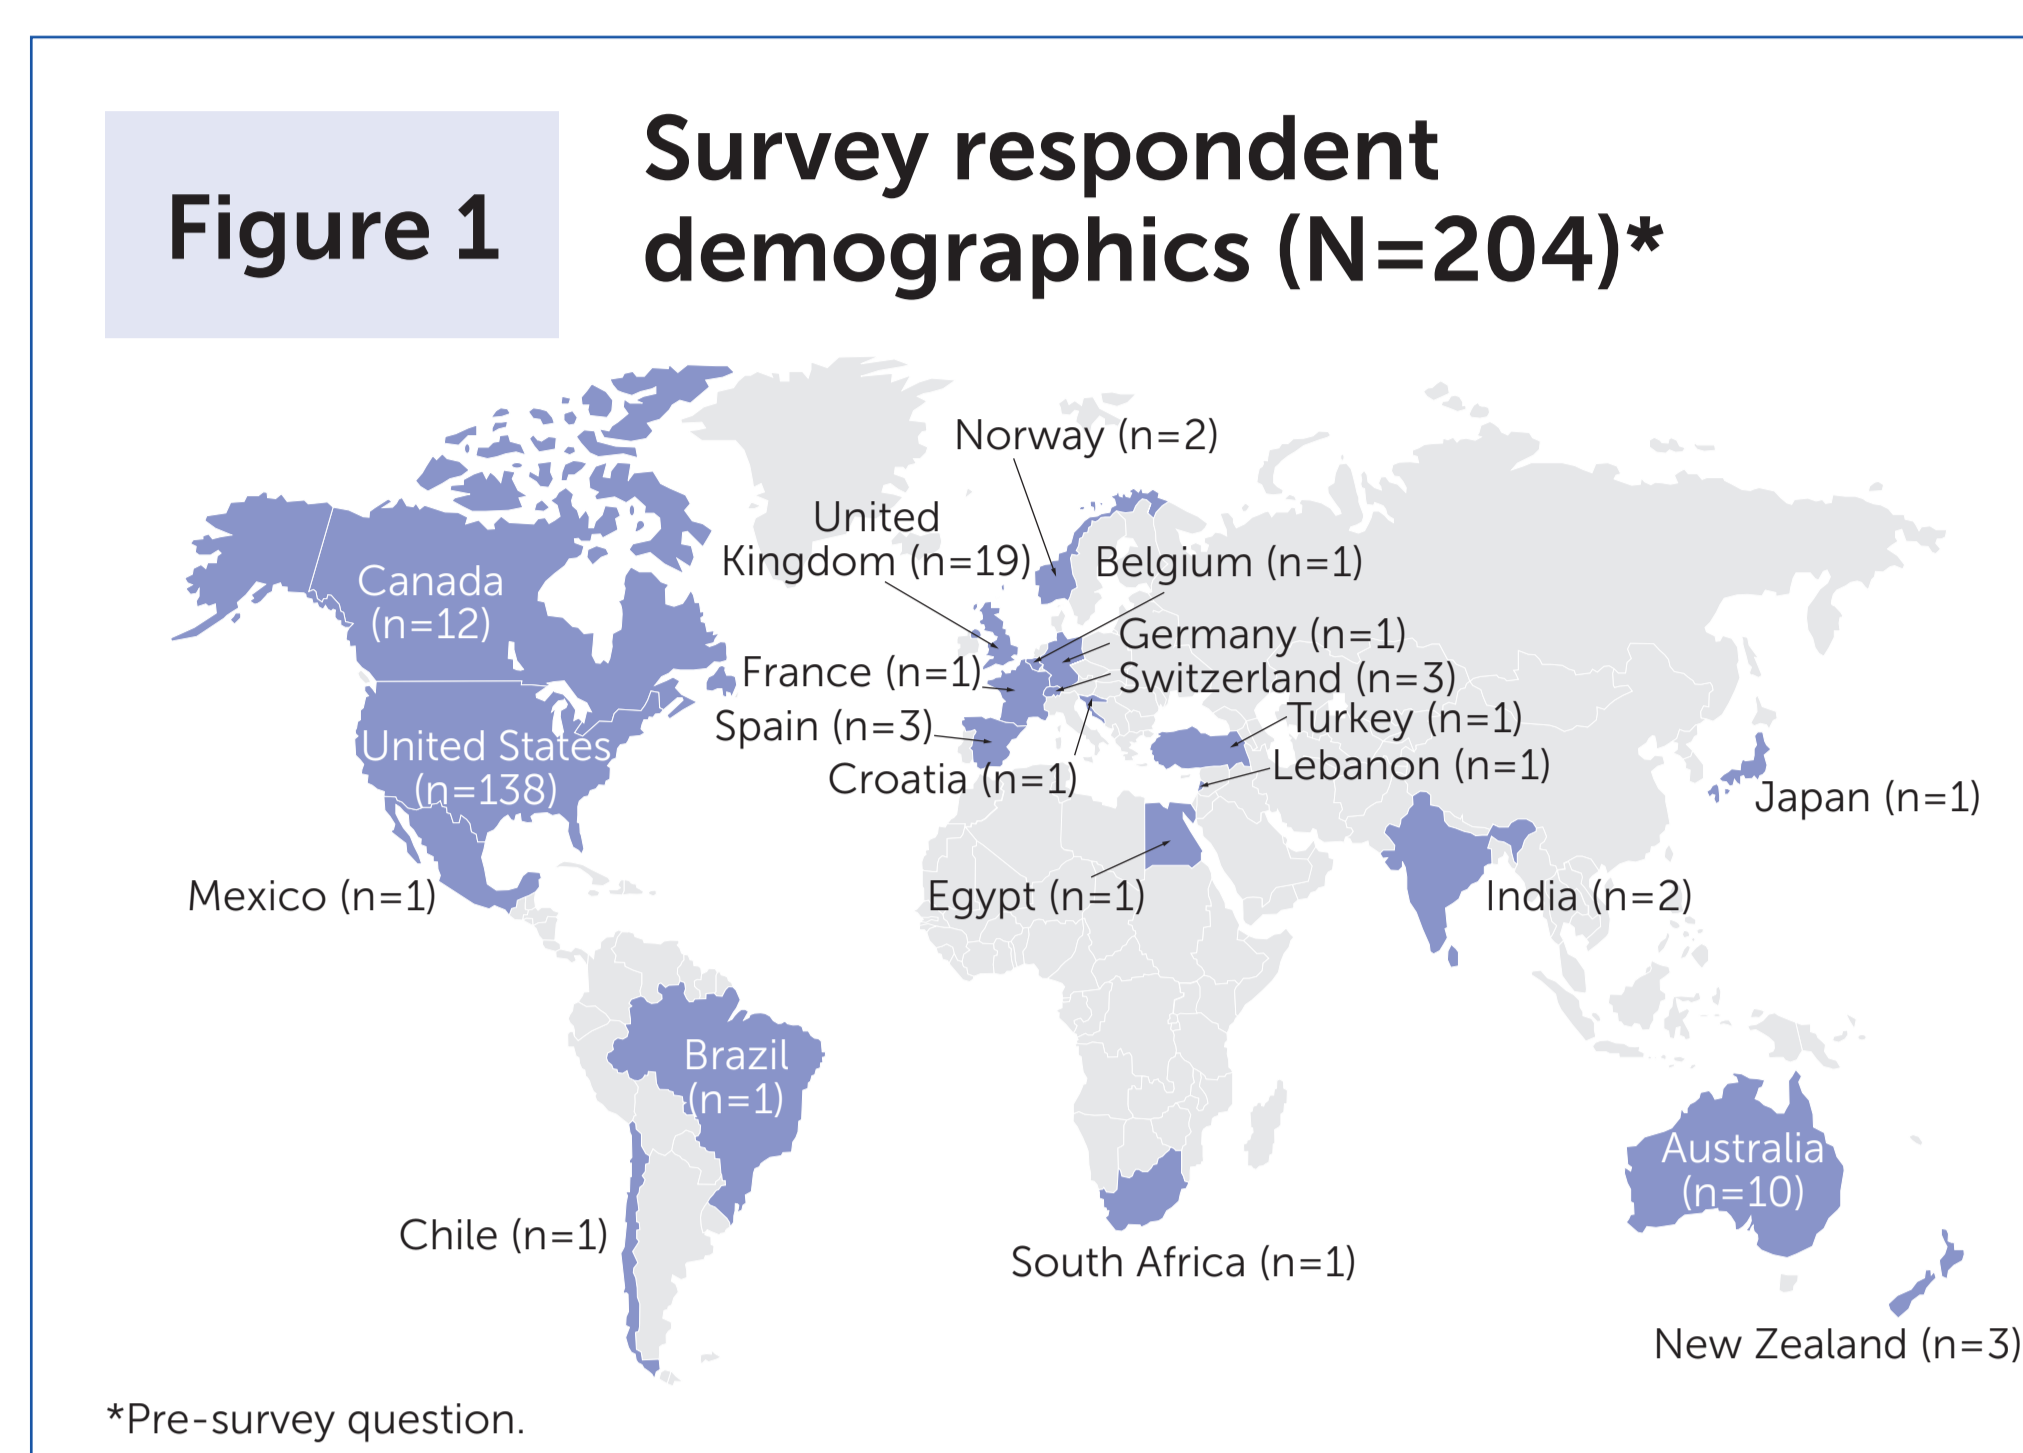 Figure 1
Survey respondent
demographics (N=204)*
Norway (n=2)
United
Kingdom (n=19)
Belgium (n=1)
Canada
(n=12)
Germany (n=1)
France (n=1)
Switzerland (n=3)
Spain (n=3)
Turkey (n=1)
United States
(n=138)
Croatia (n=1)
Lebanon (n=1)
Japan (n=1)
Mexico (n=1)
Egypt (n=1)
India (n=2)
Brazil
(n=1)
Australia
(n=10)
Chile (n=1)
South Africa (n=1)
New Zealand (n=3)
*Pre-survey question.